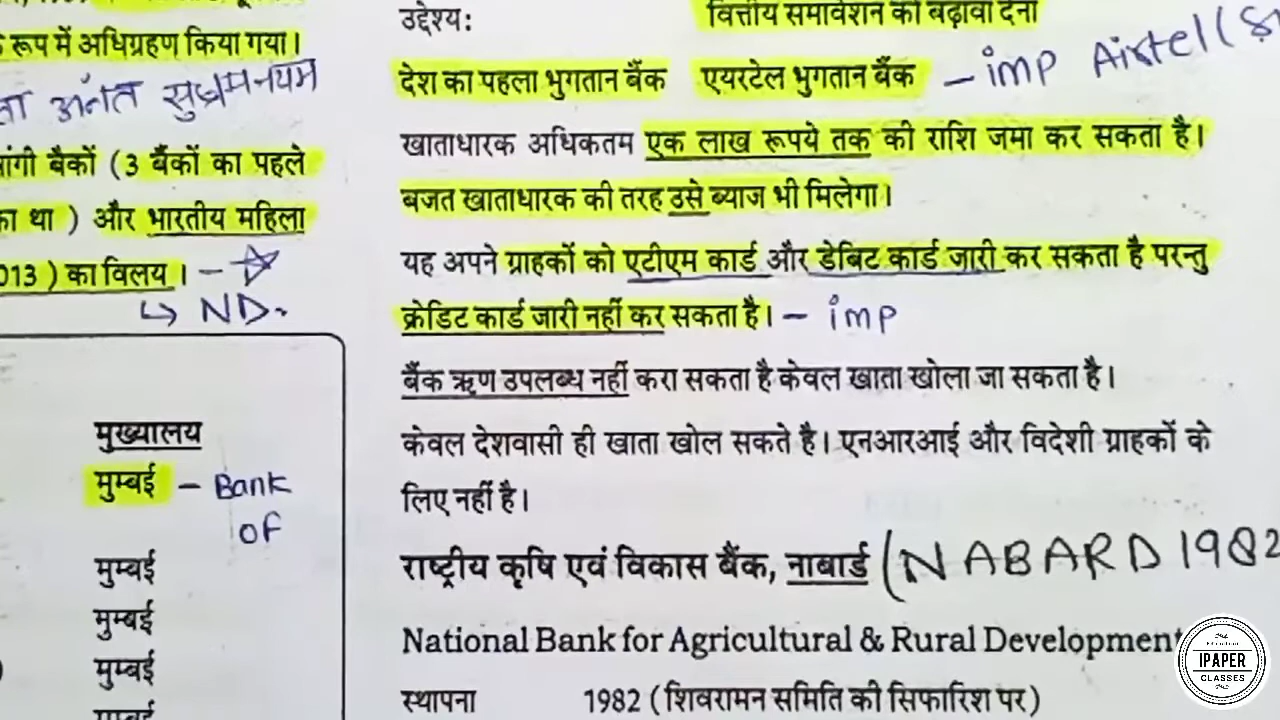 रूप में अधिग्रहण किया गया।
अंनत सुब्रमनयम
बैकों (3 बैंकों का पहले
था ) और भारतीय महिला
013 ) का विलय। –
↳ ND.
मुख्यालय
मुम्बई – Bank
OF
मुम्बई
मुम्बई
मुम्बई
उद्देश्य: वित्तीय समावेशन को बढ़ावा देना
देश का पहला भुगतान बैंक एयरटेल भुगतान बैंक – imp Airtel (
खाताधारक अधिकतम एक लाख रूपये तक की राशि जमा कर सकता है।
बजत खाताधारक की तरह उसे ब्याज भी मिलेगा।
यह अपने ग्राहकों को एटीएम कार्ड और डेबिट कार्ड जारी कर सकता है परन्तु
क्रेडिट कार्ड जारी नहीं कर सकता है। – imp
बैंक ऋण उपलब्ध नहीं करा सकता है केवल खाता खोला जा सकता है।
केवल देशवासी ही खाता खोल सकते है। एनआरआई और विदेशी ग्राहकों के
लिए नहीं है।
राष्ट्रीय कृषि एवं विकास बैंक, नाबार्ड (NABARD 1982
National Bank for Agricultural & Rural Development
स्थापना 1982 ( शिवरामन समिति की सिफारिश पर)
IPAPER
CLASSES